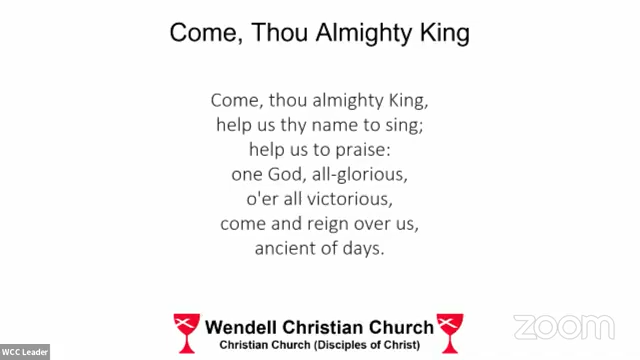 Come, Thou Almighty King
Come, thou almighty King,
help us thy name to sing;
help us to praise:
one God, all-glorious,
o'er all victorious,
come and reign over us,
ancient of days.
Wendell Christian Church
Christian Church (Disciples of Christ)
zoom
WCC Leader